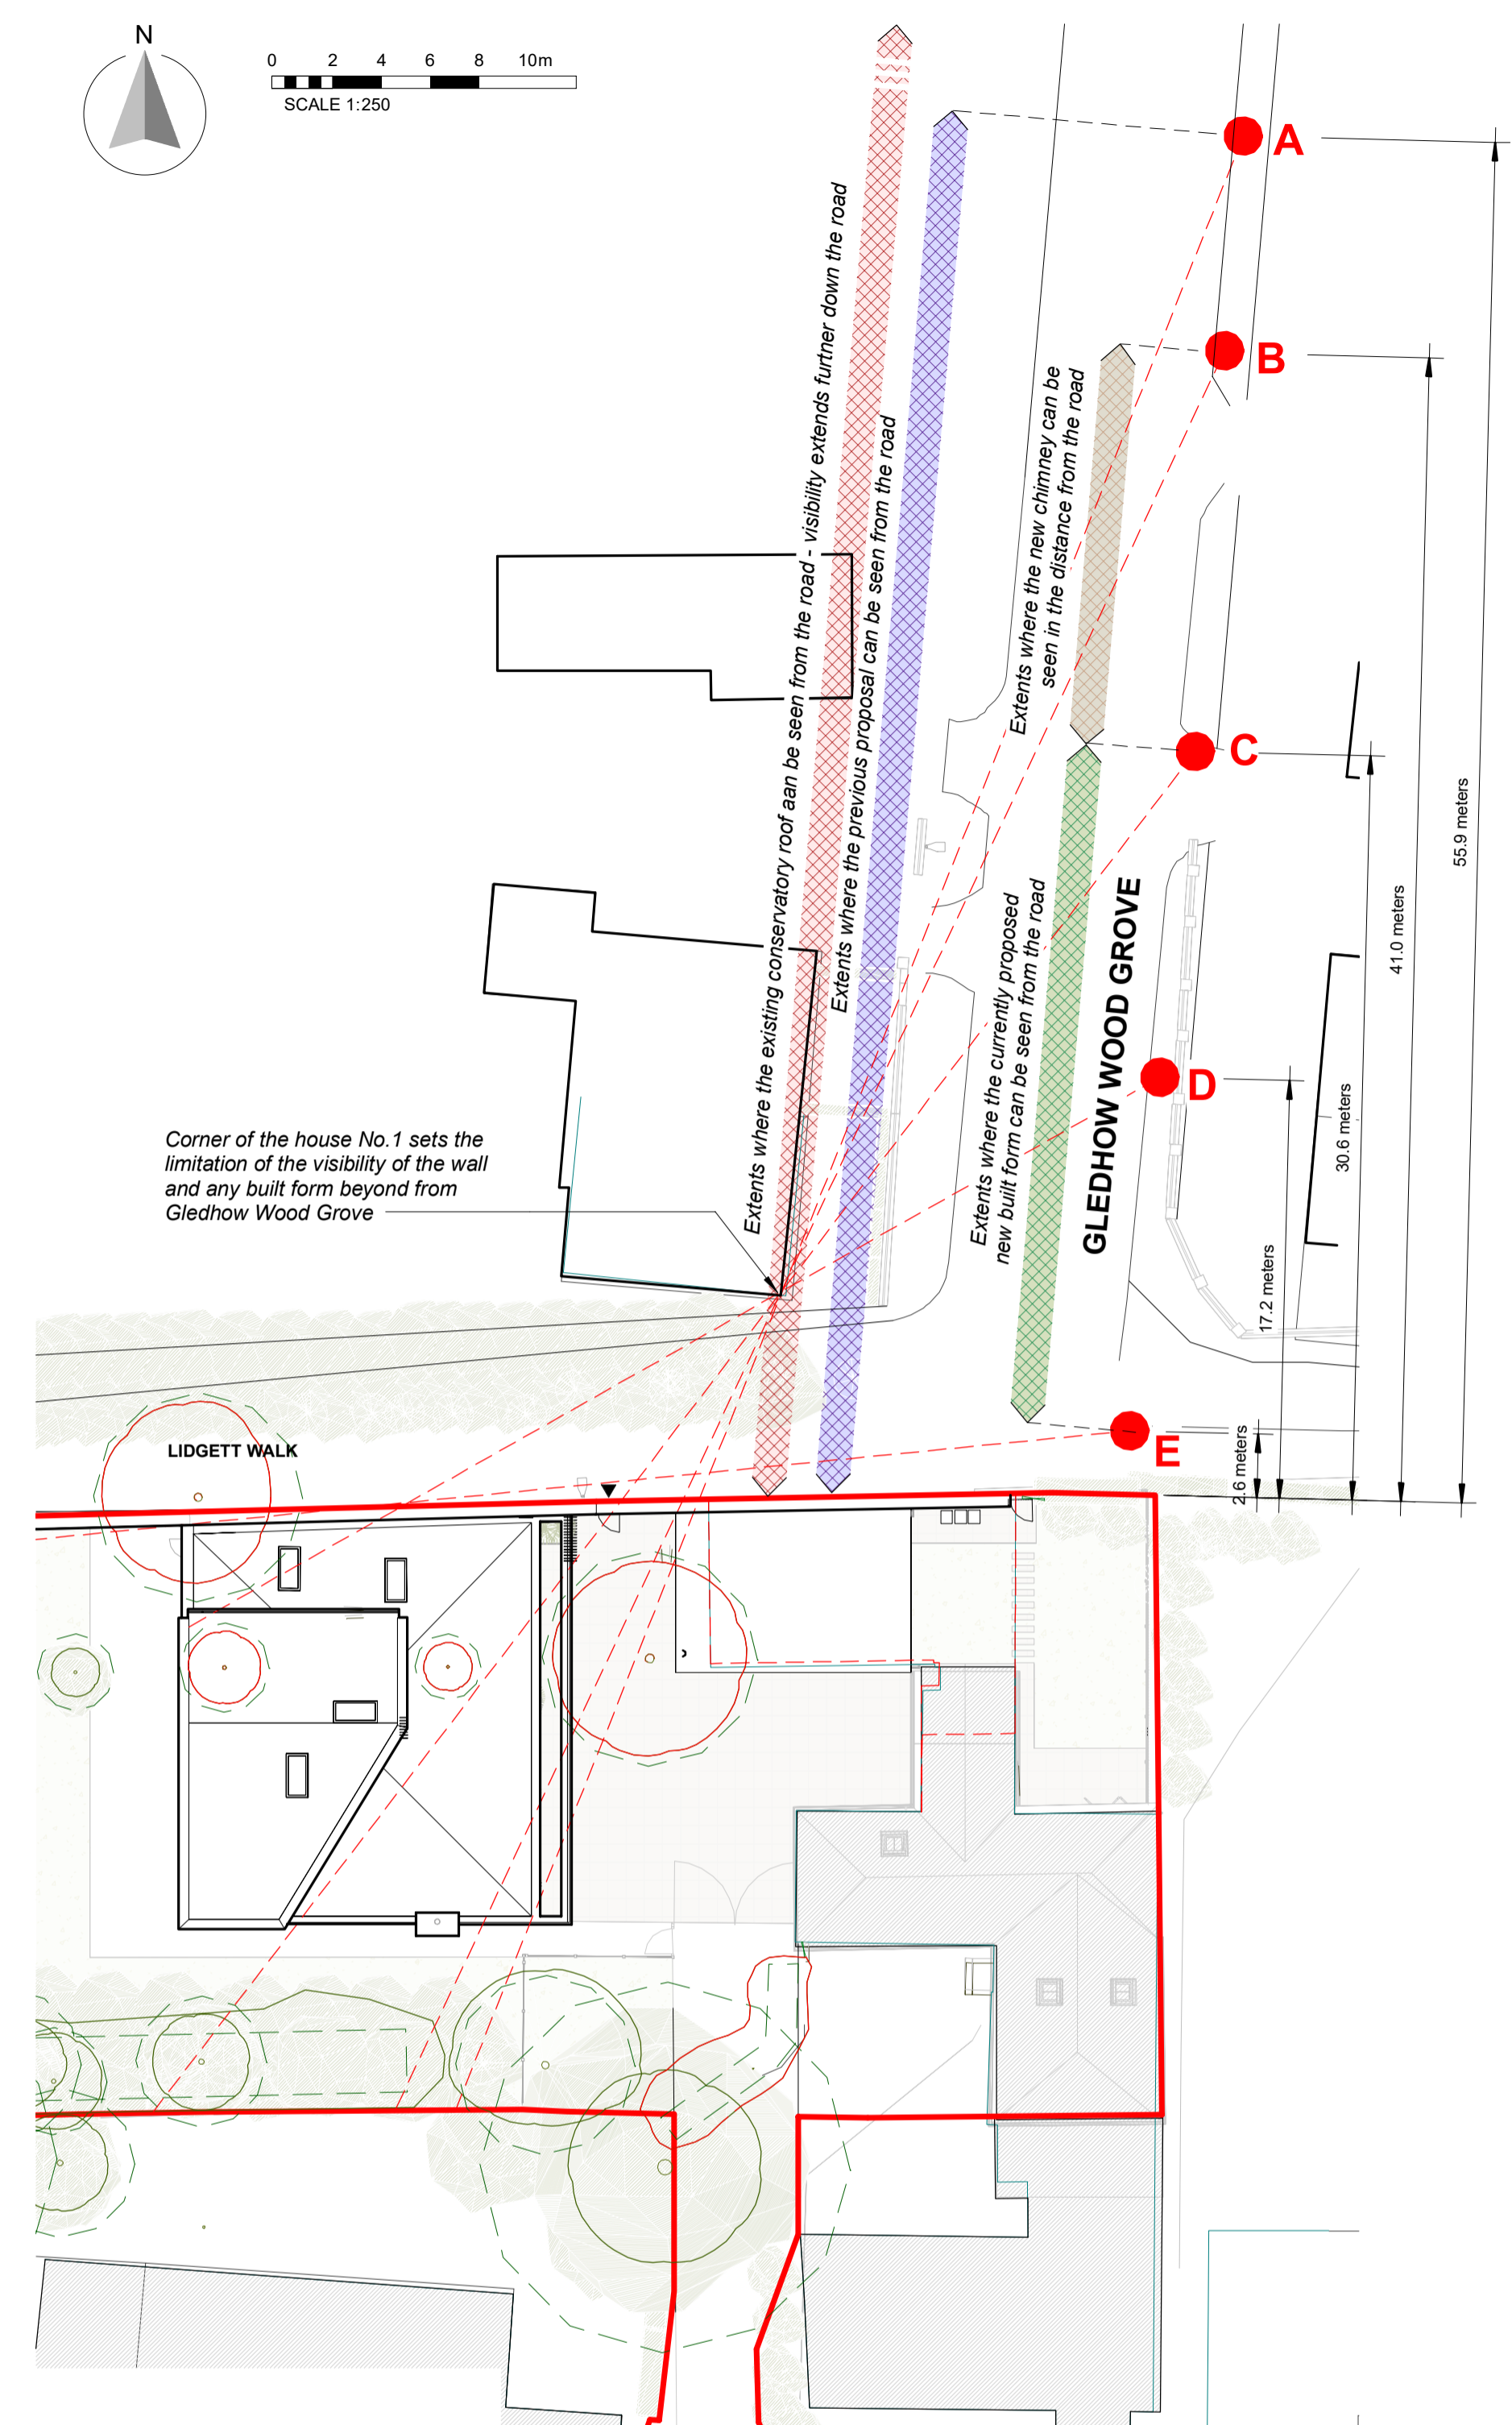 N
0 2 4 6 8 10m
SCALE 1:250
A
B
C
D
E
Extents where the existing conservatory roof aan be seen from the road - visibility extends furtner down the road
Extents where the previous proposal can be seen from the road
Extents where the new chimney can be
seen in the distance from the road
Extents where the currently proposed
new built form can be seen from the road
GLEDHOW WOOD GROVE
55.9 meters
41.0 meters
30.6 meters
17.2 meters
2.6 meters
Corner of the house No.1 sets the
limitation of the visibility of the wall
and any built form beyond from
Gledhow Wood Grove
LIDGETT WALK